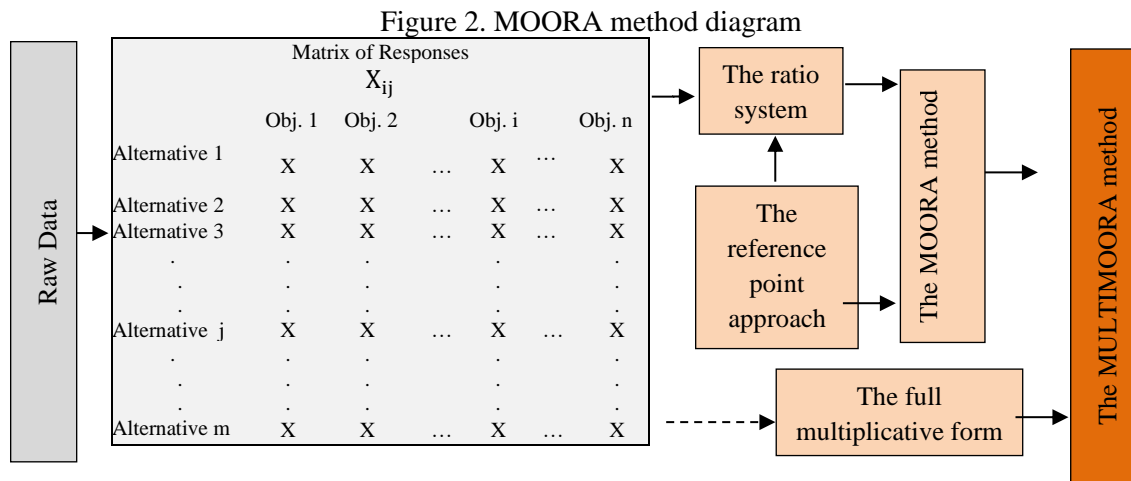 Figure 2. MOORA method diagram
Raw Data
Matrix of Responses
X_ij
Obj. 1 Obj. 2 Obj. i Obj. n
Alternative 1 X X … X … X
Alternative 2 X X … X … X
Alternative 3 X X … X … X
. . . . .
. . . . .
. . . . .
Alternative j X X … X … X
. . . . .
. . . . .
. . . . .
Alternative m X X … X … X
The ratio
system
The
reference
point
approach
The MOORA method
The full
multiplicative form
The MULTIMOORA method